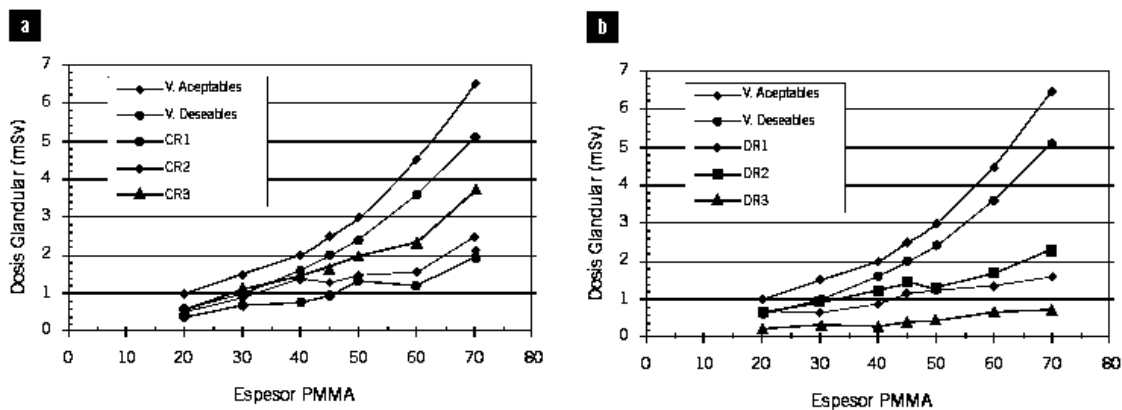 a
Dosis Glandular (mSv)
7
6
5
4
3
2
1
0
V. Aceptables
V. Deseables
CR1
CR2
CR3
0 10 20 30 40 50 60 70 80
Espesor PMMA
b
Dosis Glandular (mSv)
7
6
5
4
3
2
1
0
V. Aceptables
V. Deseables
DR1
DR2
DR3
0 10 20 30 40 50 60 70 80
Espesor PMMA